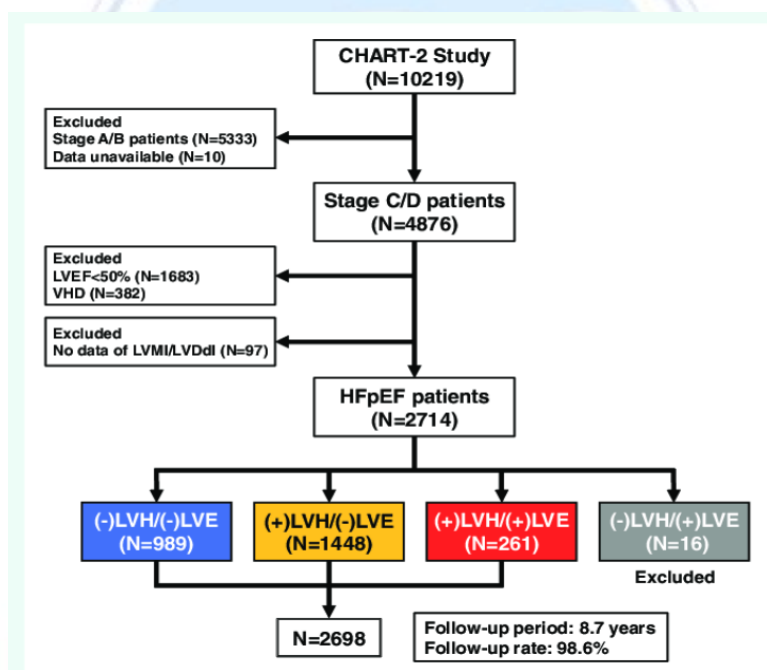 CHART-2 Study
(N=10219)
Excluded
Stage A/B patients (N=5333)
Data unavailable (N=10)
Stage C/D patients
(N=4876)
Excluded
LVEF<50% (N=1683)
VHD (N=382)
Excluded
No data of LVMI/LVDdI (N=97)
HFpEF patients
(N=2714)
(-)LVH/(-)LVE
(N=989)
(+)LVH/(-)LVE
(N=1448)
(+)LVH/(+)LVE
(N=261)
(-)LVH/(+)LVE
(N=16)
Excluded
N=2698
Follow-up period: 8.7 years
Follow-up rate: 98.6%